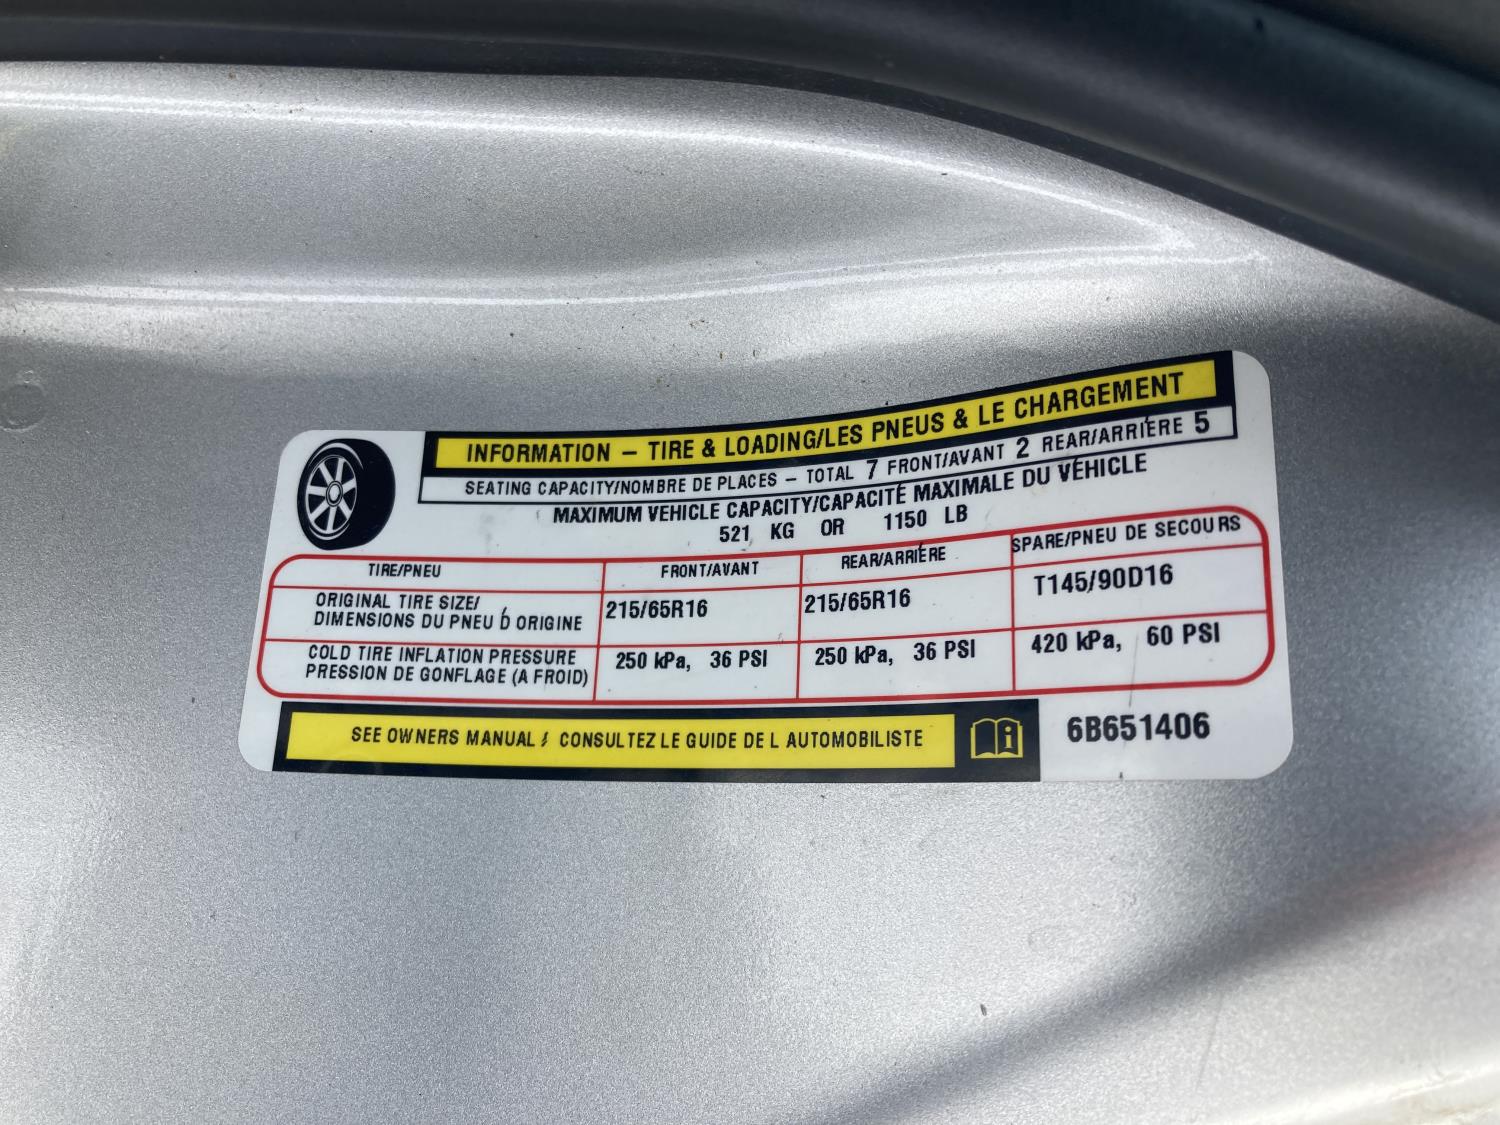 INFORMATION – TIRE & LOADING/LES PNEUS & LE CHARGEMENT
SEATING CAPACITY/NOMBRE DE PLACES – TOTAL 7 FRONT/AVANT 2 REAR/ARRIÉRE 5
MAXIMUM VEHICLE CAPACITY/CAPACITÉ MAXIMALE DU VÉHICLE
521 KG OR 1150 LB
TIRE/PNEU FRONT/AVANT REAR/ARRIÉRE SPARE/PNEU DE SECOURS
ORIGINAL TIRE SIZE/
DIMENSIONS DU PNEU D'ORIGINE 215/65R16 215/65R16 T145/90D16
COLD TIRE INFLATION PRESSURE
PRESSION DE GONFLAGE (A FROID) 250 kPa, 36 PSI 250 kPa, 36 PSI 420 kPa, 60 PSI
SEE OWNERS MANUAL / CONSULTEZ LE GUIDE DE L AUTOMOBILISTE i
6B651406